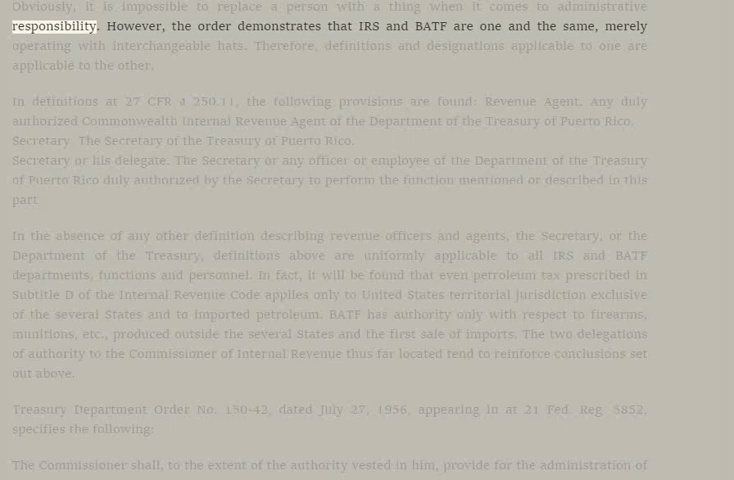 Obviously, it is impossible to replace a person with a thing when it comes to administrative
responsibility. However, the order demonstrates that IRS and BATF are one and the same, merely
operating with interchangeable hats. Therefore, definitions and designations applicable to one are
applicable to the other.
In definitions at 27 CFR § 250.11, the following provisions are found: Revenue Agent. Any duly
authorized Commonwealth Internal Revenue Agent of the Department of the Treasury of Puerto Rico.
Secretary. The Secretary of the Treasury of Puerto Rico.
Secretary or his delegate. The Secretary or any officer or employee of the Department of the Treasury
of Puerto Rico duly authorized by the Secretary to perform the function mentioned or described in this
part
In the absence of any other definition describing revenue officers and agents, the Secretary, or the
Department of the Treasury, definitions above are uniformly applicable to all IRS and BATF
departments, functions and personnel. In fact, it will be found that even petroleum tax prescribed in
Subtitle D of the Internal Revenue Code applies only to United States territorial jurisdiction exclusive
of the several States and to imported petroleum. BATF has authority only with respect to firearms,
munitions, etc., produced outside the several States and the first sale of imports. The two delegations
of authority to the Commissioner of Internal Revenue thus far located tend to reinforce conclusions set
out above.
Treasury Department Order No. 150-42, dated July 27, 1956, appearing in at 21 Fed. Reg. 5852,
specifies the following:
The Commissioner shall, to the extent of the authority vested in him, provide for the administration of